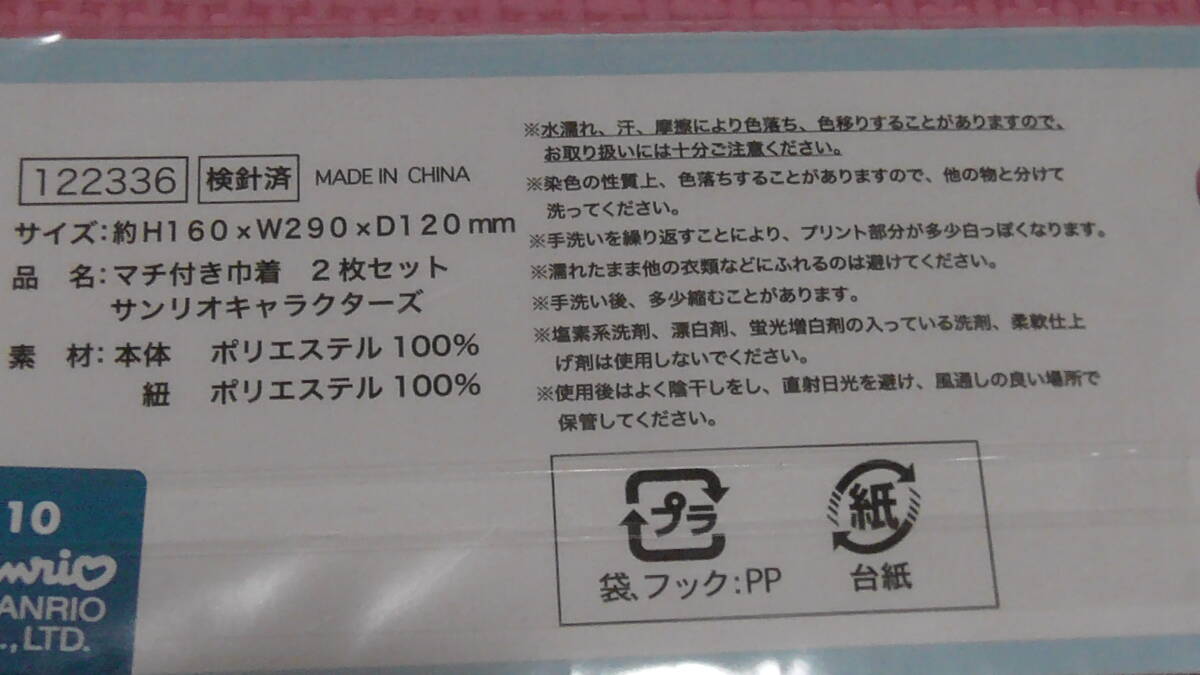 122336 検針済 MADE IN CHINA
サイズ:約H160×W290×D120mm
品 名:マチ付き巾着 2枚セット
サンリオキャラクターズ
素 材:本体 ポリエステル100%
紐 ポリエステル100%
※水濡れ、汗、摩擦により色落ち、色移りすることがありますので、
お取り扱いには十分ご注意ください。
※染色の性質上、色落ちすることがありますので、他の物と分けて
洗ってください。
※手洗いを繰り返すことにより、プリント部分が多少白っぽくなります。
※濡れたまま他の衣類などにふれるのは避けてください。
※手洗い後、多少縮むことがあります。
※塩素系洗剤、漂白剤、蛍光増白剤の入っている洗剤、柔軟仕上
げ剤は使用しないでください。
※使用後はよく陰干しをし、直射日光を避け、風通しの良い場所で
保管してください。
プラ
袋、フック:PP
紙
台紙
10
nrio
ANRIO
., LTD.